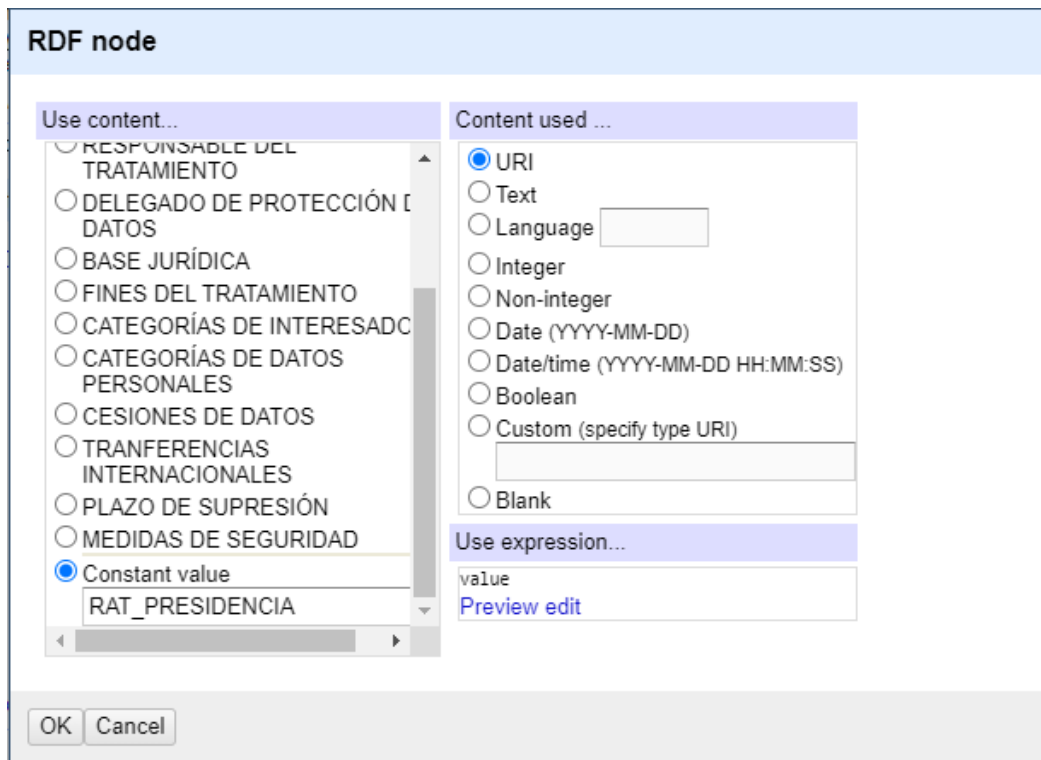 RDF node
Use content...
RESPONSABLE DEL
TRATAMIENTO
DELEGADO DE PROTECCIÓN D
DATOS
BASE JURÍDICA
FINES DEL TRATAMIENTO
CATEGORÍAS DE INTERESADO
CATEGORÍAS DE DATOS
PERSONALES
CESIONES DE DATOS
TRANFERENCIAS
INTERNACIONALES
PLAZO DE SUPRESIÓN
MEDIDAS DE SEGURIDAD
Constant value
RAT_PRESIDENCIA
Content used ...
URI
Text
Language
Integer
Non-integer
Date (YYYY-MM-DD)
Date/time (YYYY-MM-DD HH:MM:SS)
Boolean
Custom (specify type URI)
Blank
Use expression...
value
Preview edit
OK Cancel